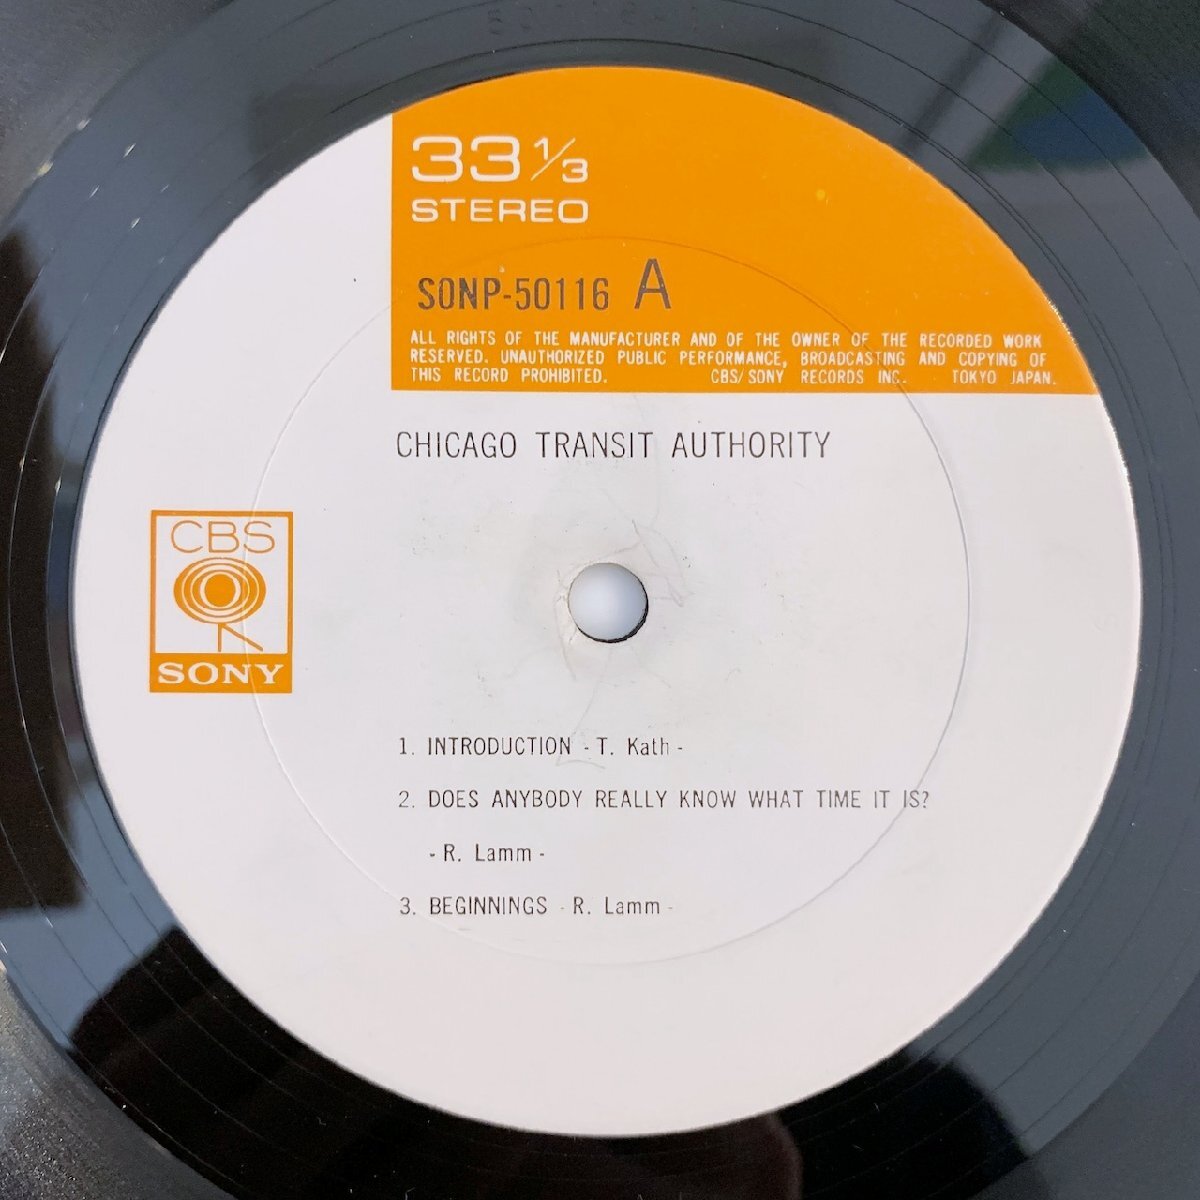 33 1/3
STEREO
SONP-50116 A
ALL RIGHTS OF THE MANUFACTURER AND OF THE OWNER OF THE RECORDED WORK
RESERVED. UNAUTHORIZED PUBLIC PERFORMANCE, BROADCASTING AND COPYING OF
THIS RECORD PROHIBITED. CBS/SONY RECORDS INC. TOKYO JAPAN.
CHICAGO TRANSIT AUTHORITY
CBS
SONY
1. INTRODUCTION - T. Kath -
2. DOES ANYBODY REALLY KNOW WHAT TIME IT IS?
- R. Lamm -
3. BEGINNINGS - R. Lamm -